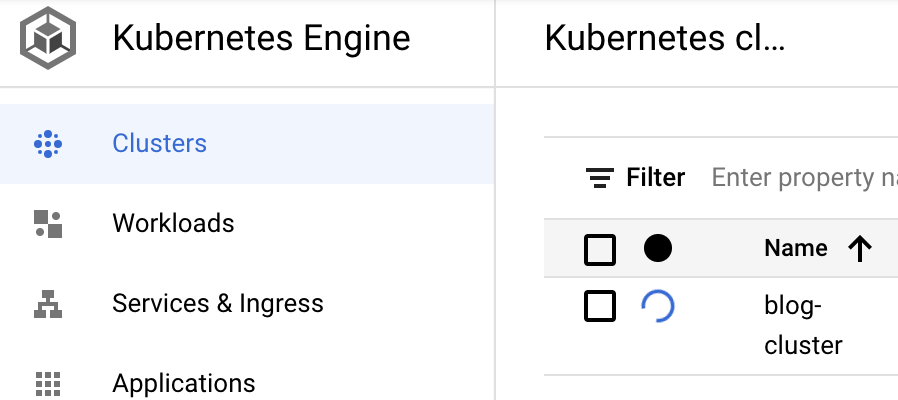 Kubernetes Engine
Kubernetes cl...
Clusters
Workloads
Services & Ingress
Applications
Filter Enter property na
Name
blog-
cluster